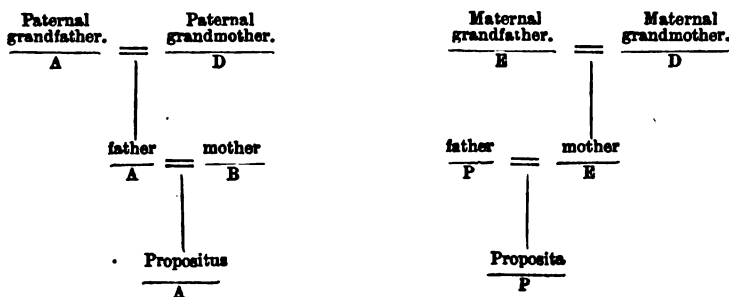 Paternal grandfather.
A
=
Paternal grandmother.
D
father
A
=
mother
B
Propositus
A
Maternal grandfather.
E
=
Maternal grandmother.
D
father
P
=
mother
E
Proposita
P